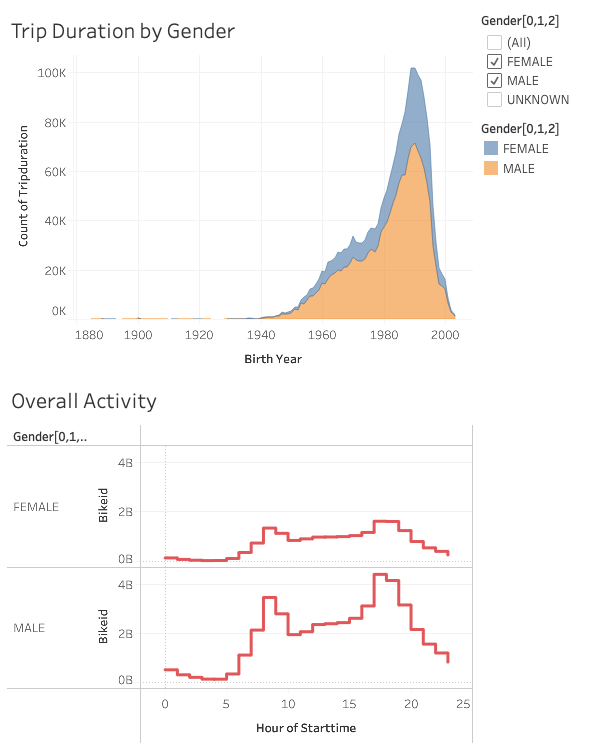 Trip Duration by Gender
Gender[0,1,2]
(All)
FEMALE
MALE
UNKNOWN
Gender[0,1,2]
FEMALE
MALE
Count of Tripduration
100K
80K
60K
40K
20K
0K
1880 1900 1920 1940 1960 1980 2000
Birth Year
Overall Activity
Gender[0,1,..
FEMALE
Bikeid
4B
2B
0B
MALE
Bikeid
4B
2B
0B
0 5 10 15 20 25
Hour of Starttime